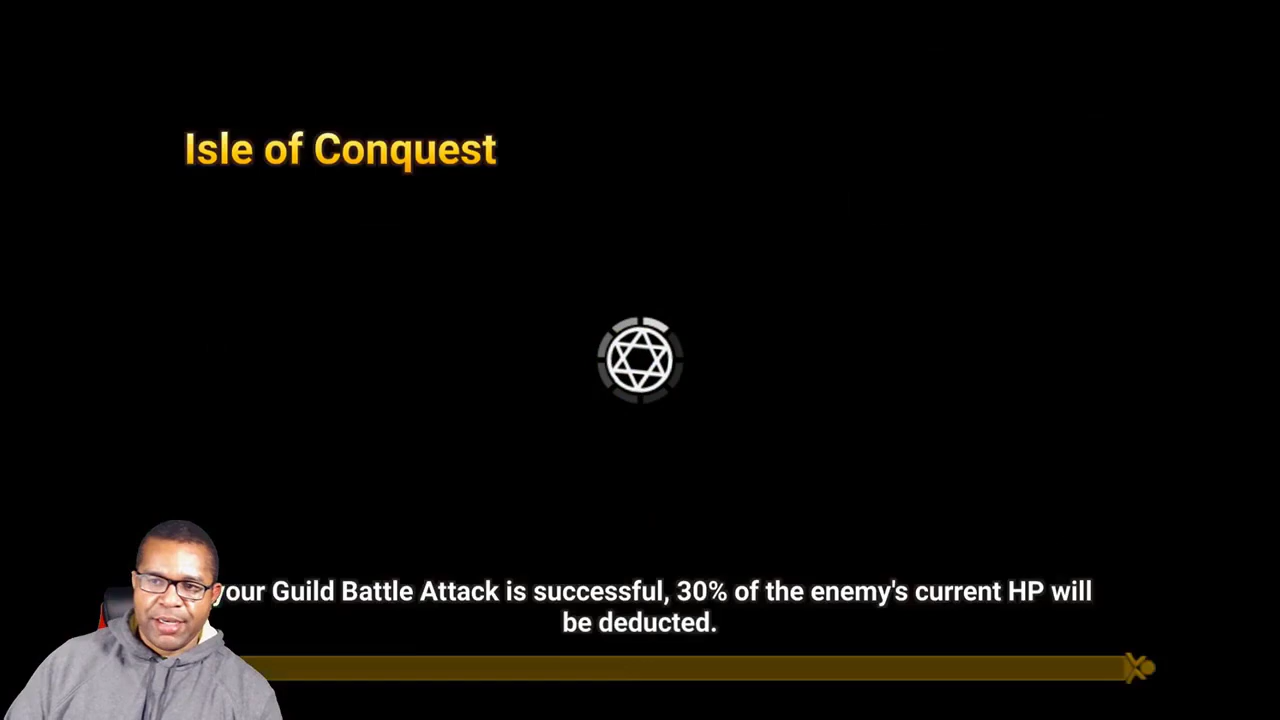 Isle of Conquest
your Guild Battle Attack is successful, 30% of the enemy's current HP will
be deducted.